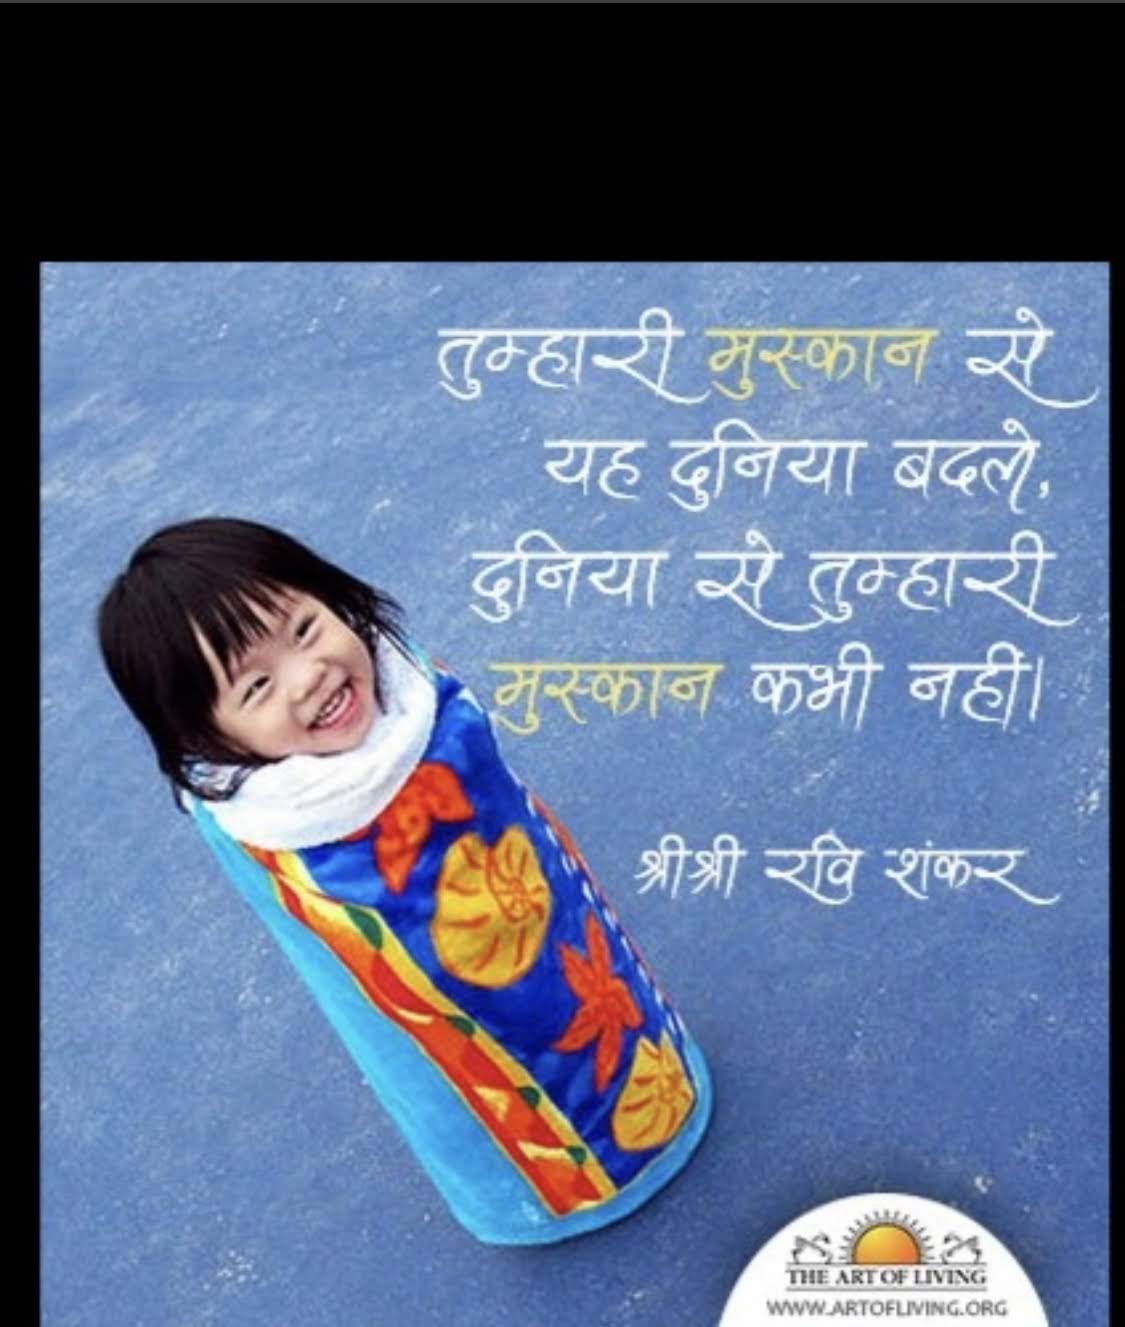 तुम्हारी मुस्कान से
यह दुनिया बदले,
दुनिया से तुम्हारी
मुस्कान कभी नही।
श्रीश्री रवि शंकर
THE ART OF LIVING
WWW.ARTOFLIVING.ORG